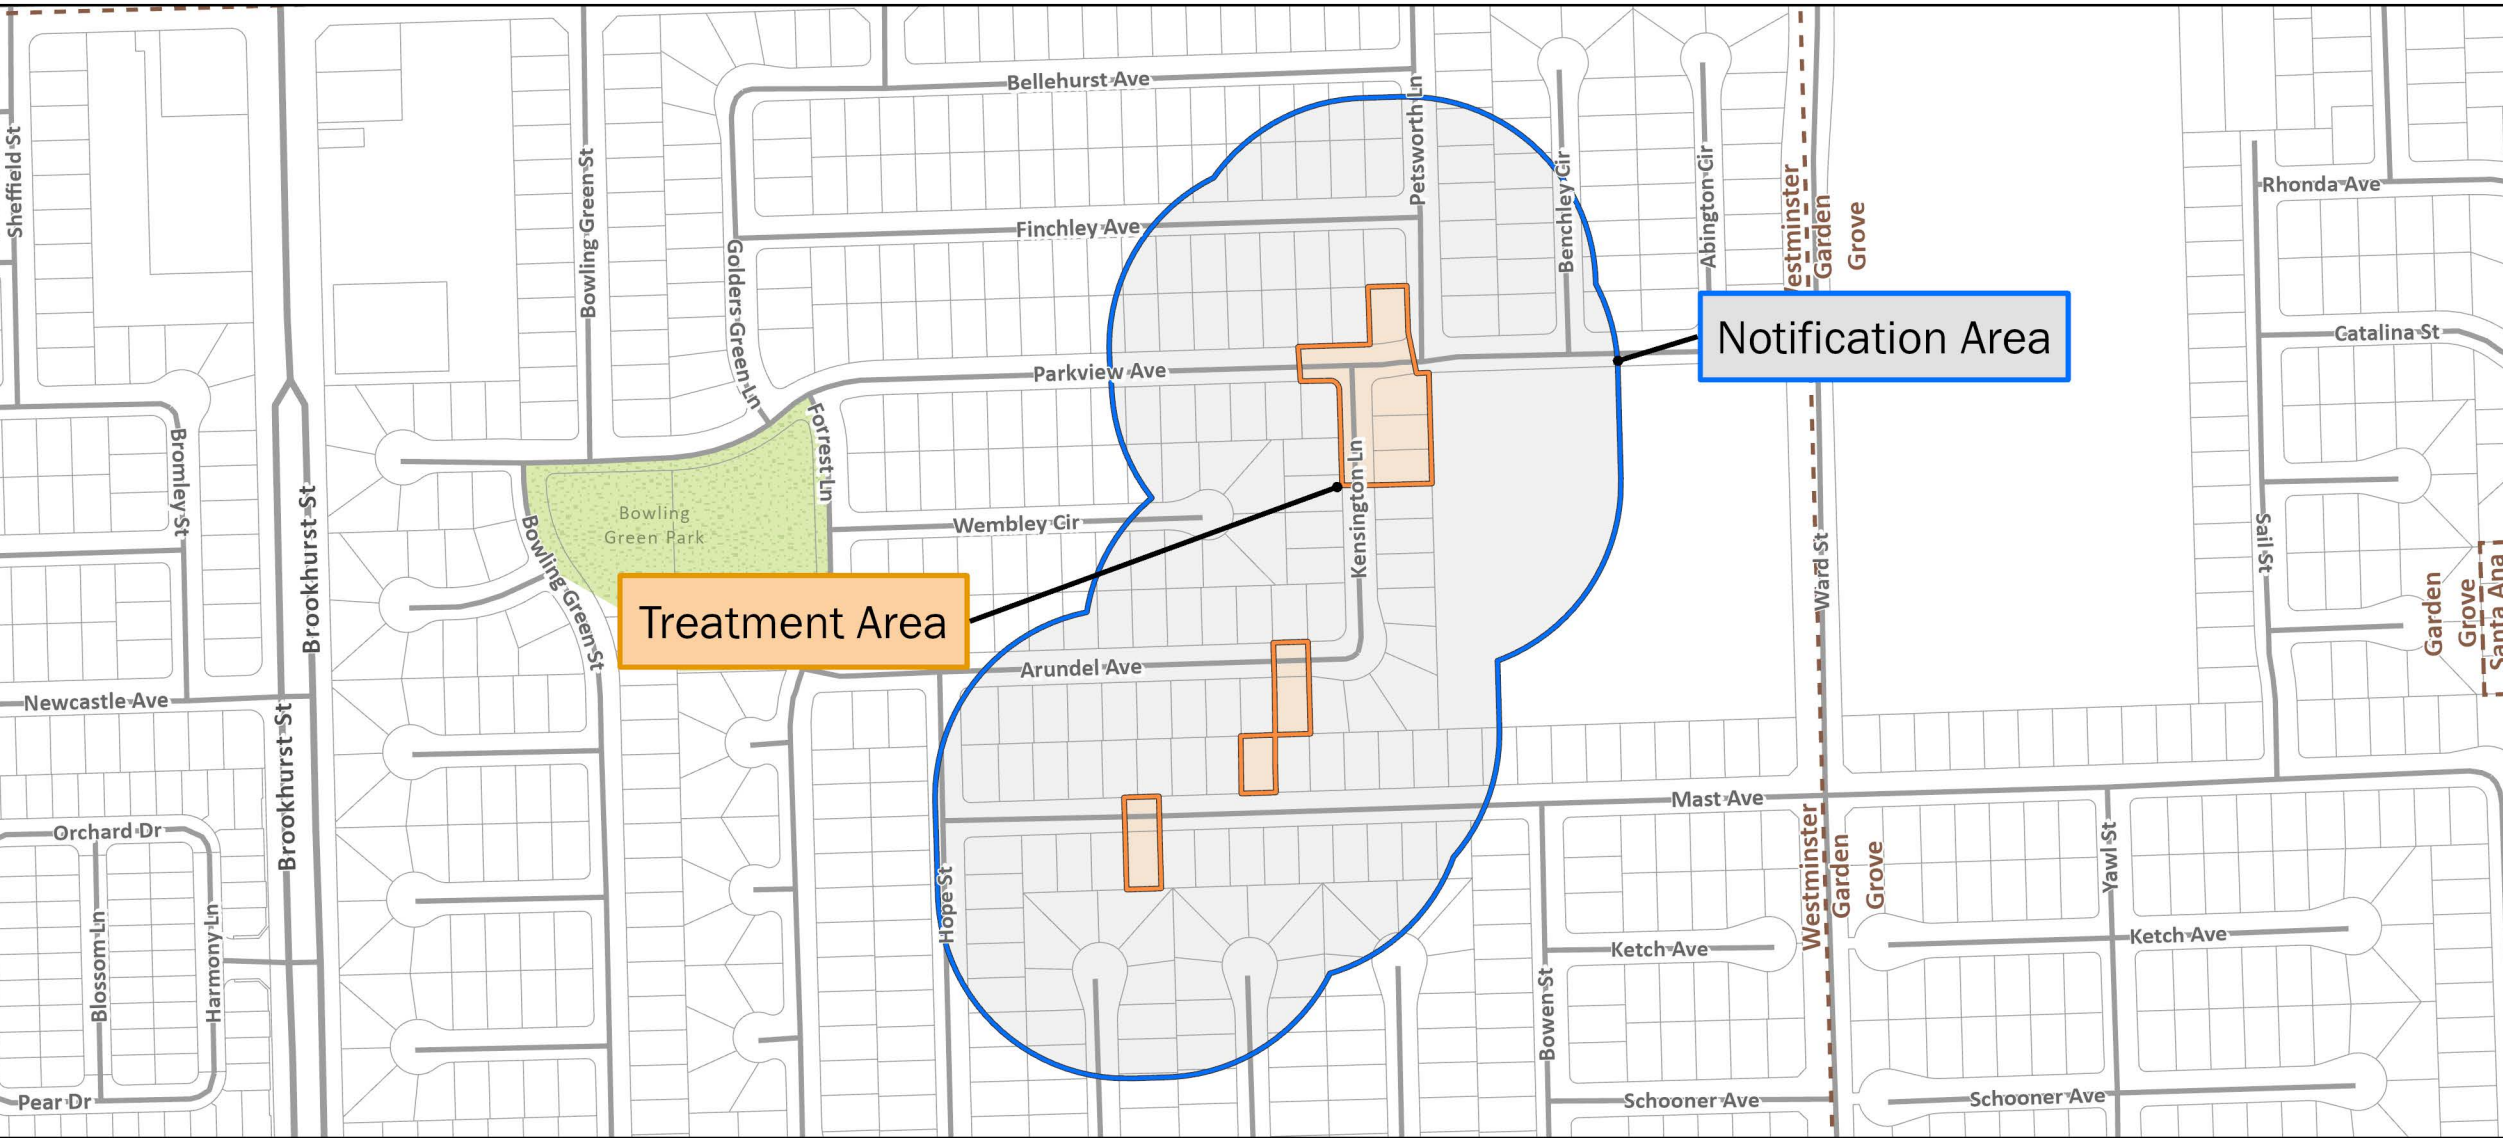 Bellehurst Ave
Sheffield St
Bowling Green St
Petsworth Ln
Benchley Cir
Abington Cir
Westminster
Garden
Grove
Rhonda Ave
Finchley Ave
Golders Green Ln
Notification Area
Catalina St
Parkview Ave
Forrest Ln
Bromley St
Brookhurst St
Kensington Ln
Bowling
Green Park
Wembley Cir
Bowling Green St
Ward St
Sail St
Garden
Grove
Santa Ana
Treatment Area
Arundel Ave
Newcastle Ave
Brookhurst St
Mast Ave
Orchard Dr
Westminster
Garden
Grove
Yawl St
Hope St
Blossom Ln
Harmony Ln
Ketch Ave
Ketch Ave
Bowen St
Pear Dr
Schooner Ave
Schooner Ave